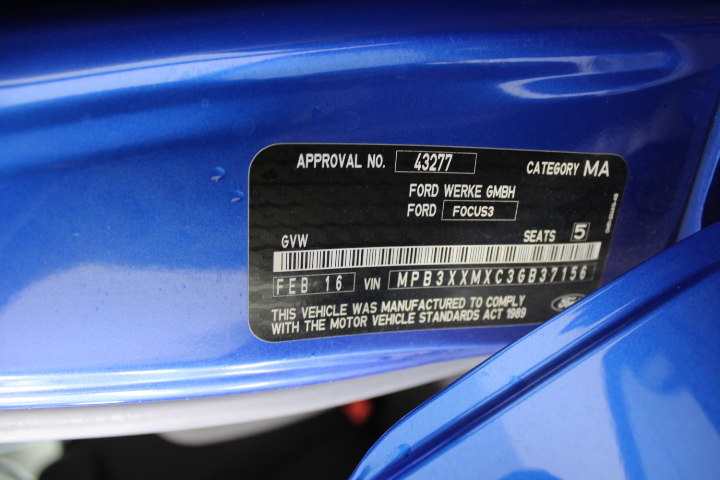 APPROVAL NO. 43277 CATEGORY MA
FORD WERKE GMBH
FORD FOCUS3
GVW SEATS 5
FEB 16 VIN MPB3XXMXC3GB37156
THIS VEHICLE WAS MANUFACTURED TO COMPLY
WITH THE MOTOR VEHICLE STANDARDS ACT 1989